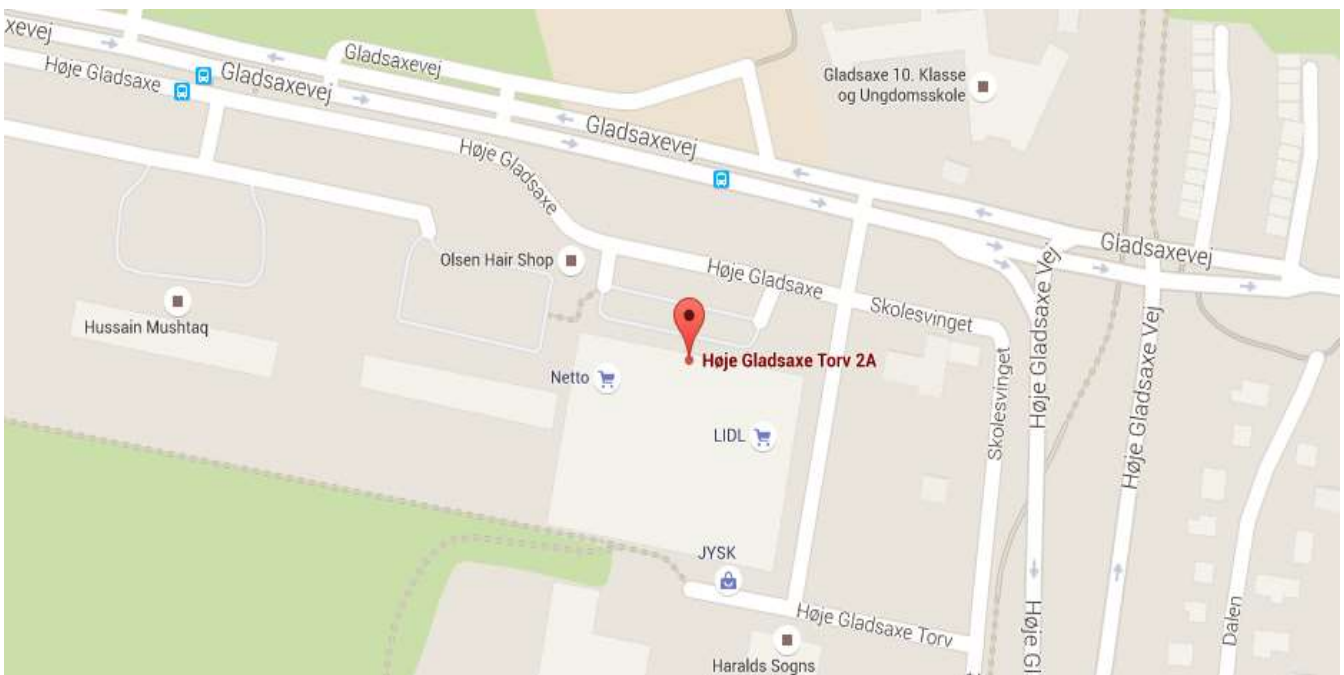 xevej
Gladsaxevej
Høje Gladsaxe
Gladsaxevej
Gladsaxe 10. Klasse
og Ungdomsskole
Gladsaxevej
Høje Gladsaxe
Gladsaxevej
Olsen Hair Shop
Høje Gladsaxe
Skolesvinget
Høje Gladsaxe Vej
Hussain Mushtaq
Høje Gladsaxe Torv 2A
Netto
Skolesvinget
Høje Gladsaxe Vej
LIDL
JYSK
Høje Gladsaxe Torv
Høje Gl
Dalen
Haralds Sogns